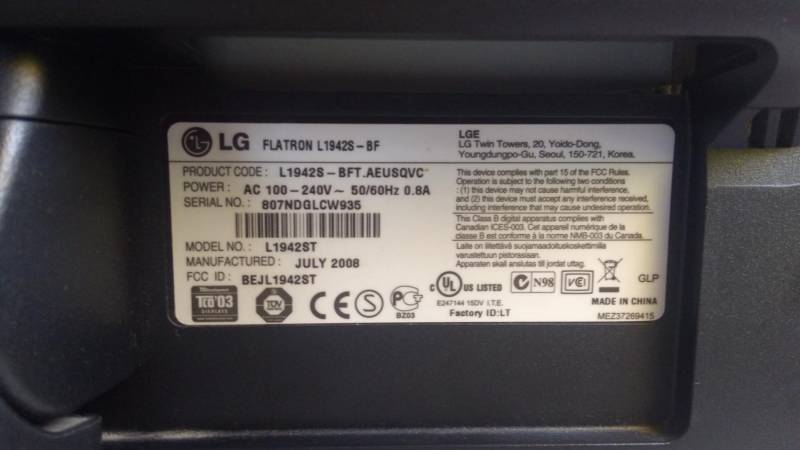 LG FLATRON L1942S-BF
PRODUCT CODE : L1942S-BFT.AEUSQVC
POWER : AC 100-240V~ 50/60Hz 0.8A
SERIAL NO. : 807NDGLCW935
MODEL NO. : L1942ST
MANUFACTURED : JULY 2008
FCC ID : BEJL1942ST
TCO'03
DISPLAYS
TÜV
CE
S
PC
BZ03
LGE
LG Twin Towers, 20, Yoido-Dong,
Youngdungpo-Gu, Seoul, 150-721, Korea.
This device complies with part 15 of the FCC Rules.
Operation is subject to the following two conditions
: (1) this device may not cause harmful interference,
and (2) this device must accept any interference received,
including interference that may cause undesired operation.
This Class B digital apparatus complies with
Canadian ICES-003. Cet appareil numérique de la
classe B est conforme à la norme NMB-003 du Canada.
Laite on liitettävä suojamaadoituskoskettimilla
varustettuun pistorasiaan.
Apparaten skall anslutas till jordat uttag.
c UL US LISTED
E247144 15DV I.T.E.
Factory ID:LT
N98
VCI
GLP
MADE IN CHINA
MEZ37269415